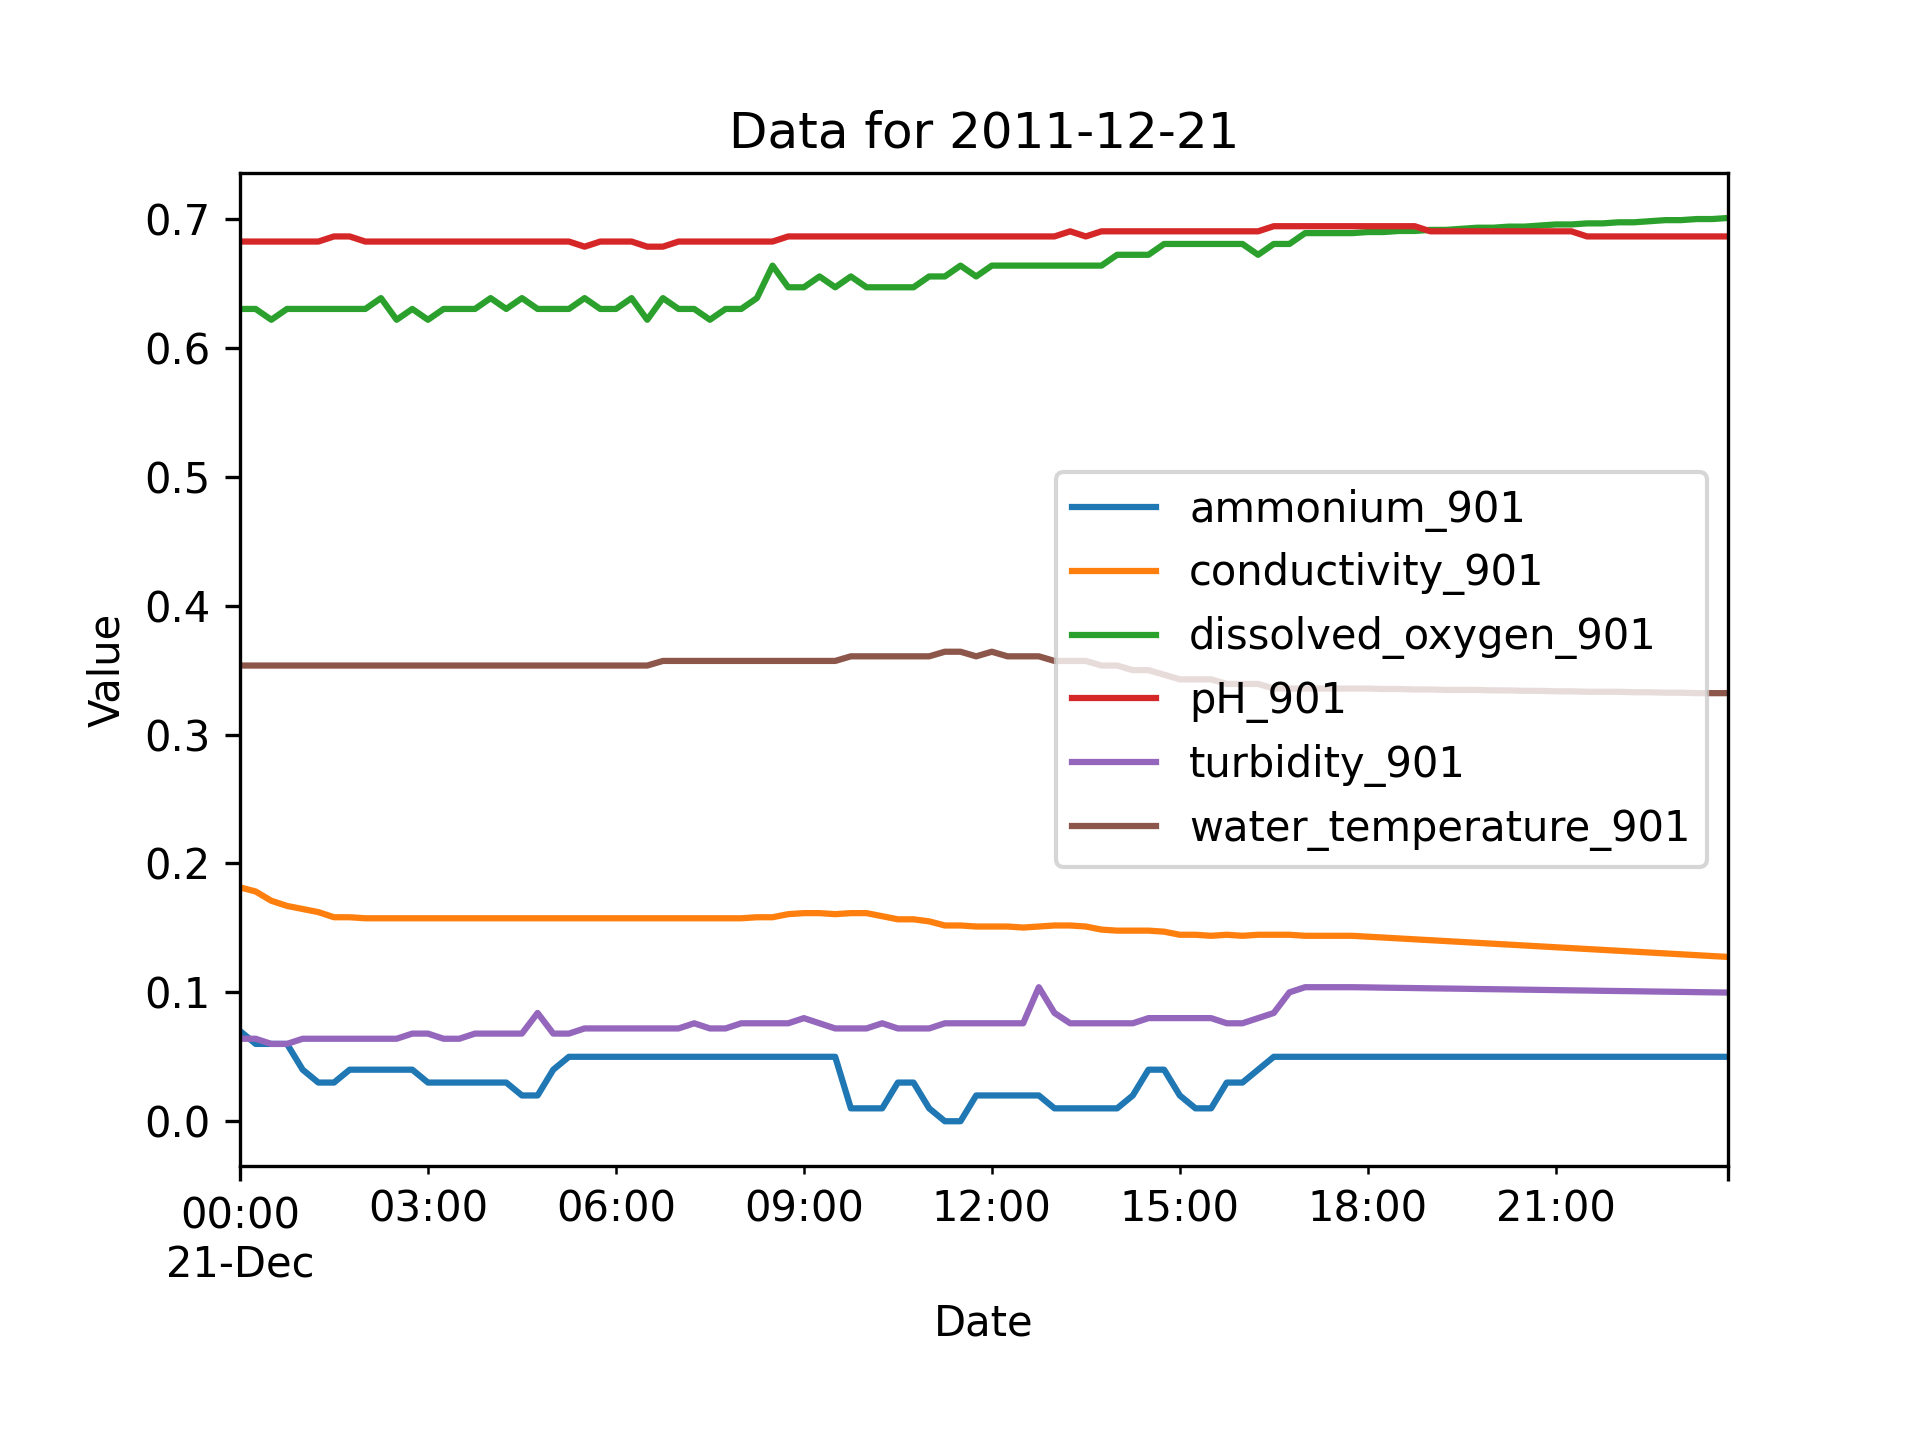 Data for 2011-12-21
0.7
0.6
0.5
0.4
0.3
0.2
0.1
0.0
Value
ammonium_901
conductivity_901
dissolved_oxygen_901
pH_901
turbidity_901
water_temperature_901
00:00
03:00
06:00
09:00
12:00
15:00
18:00
21:00
21-Dec
Date